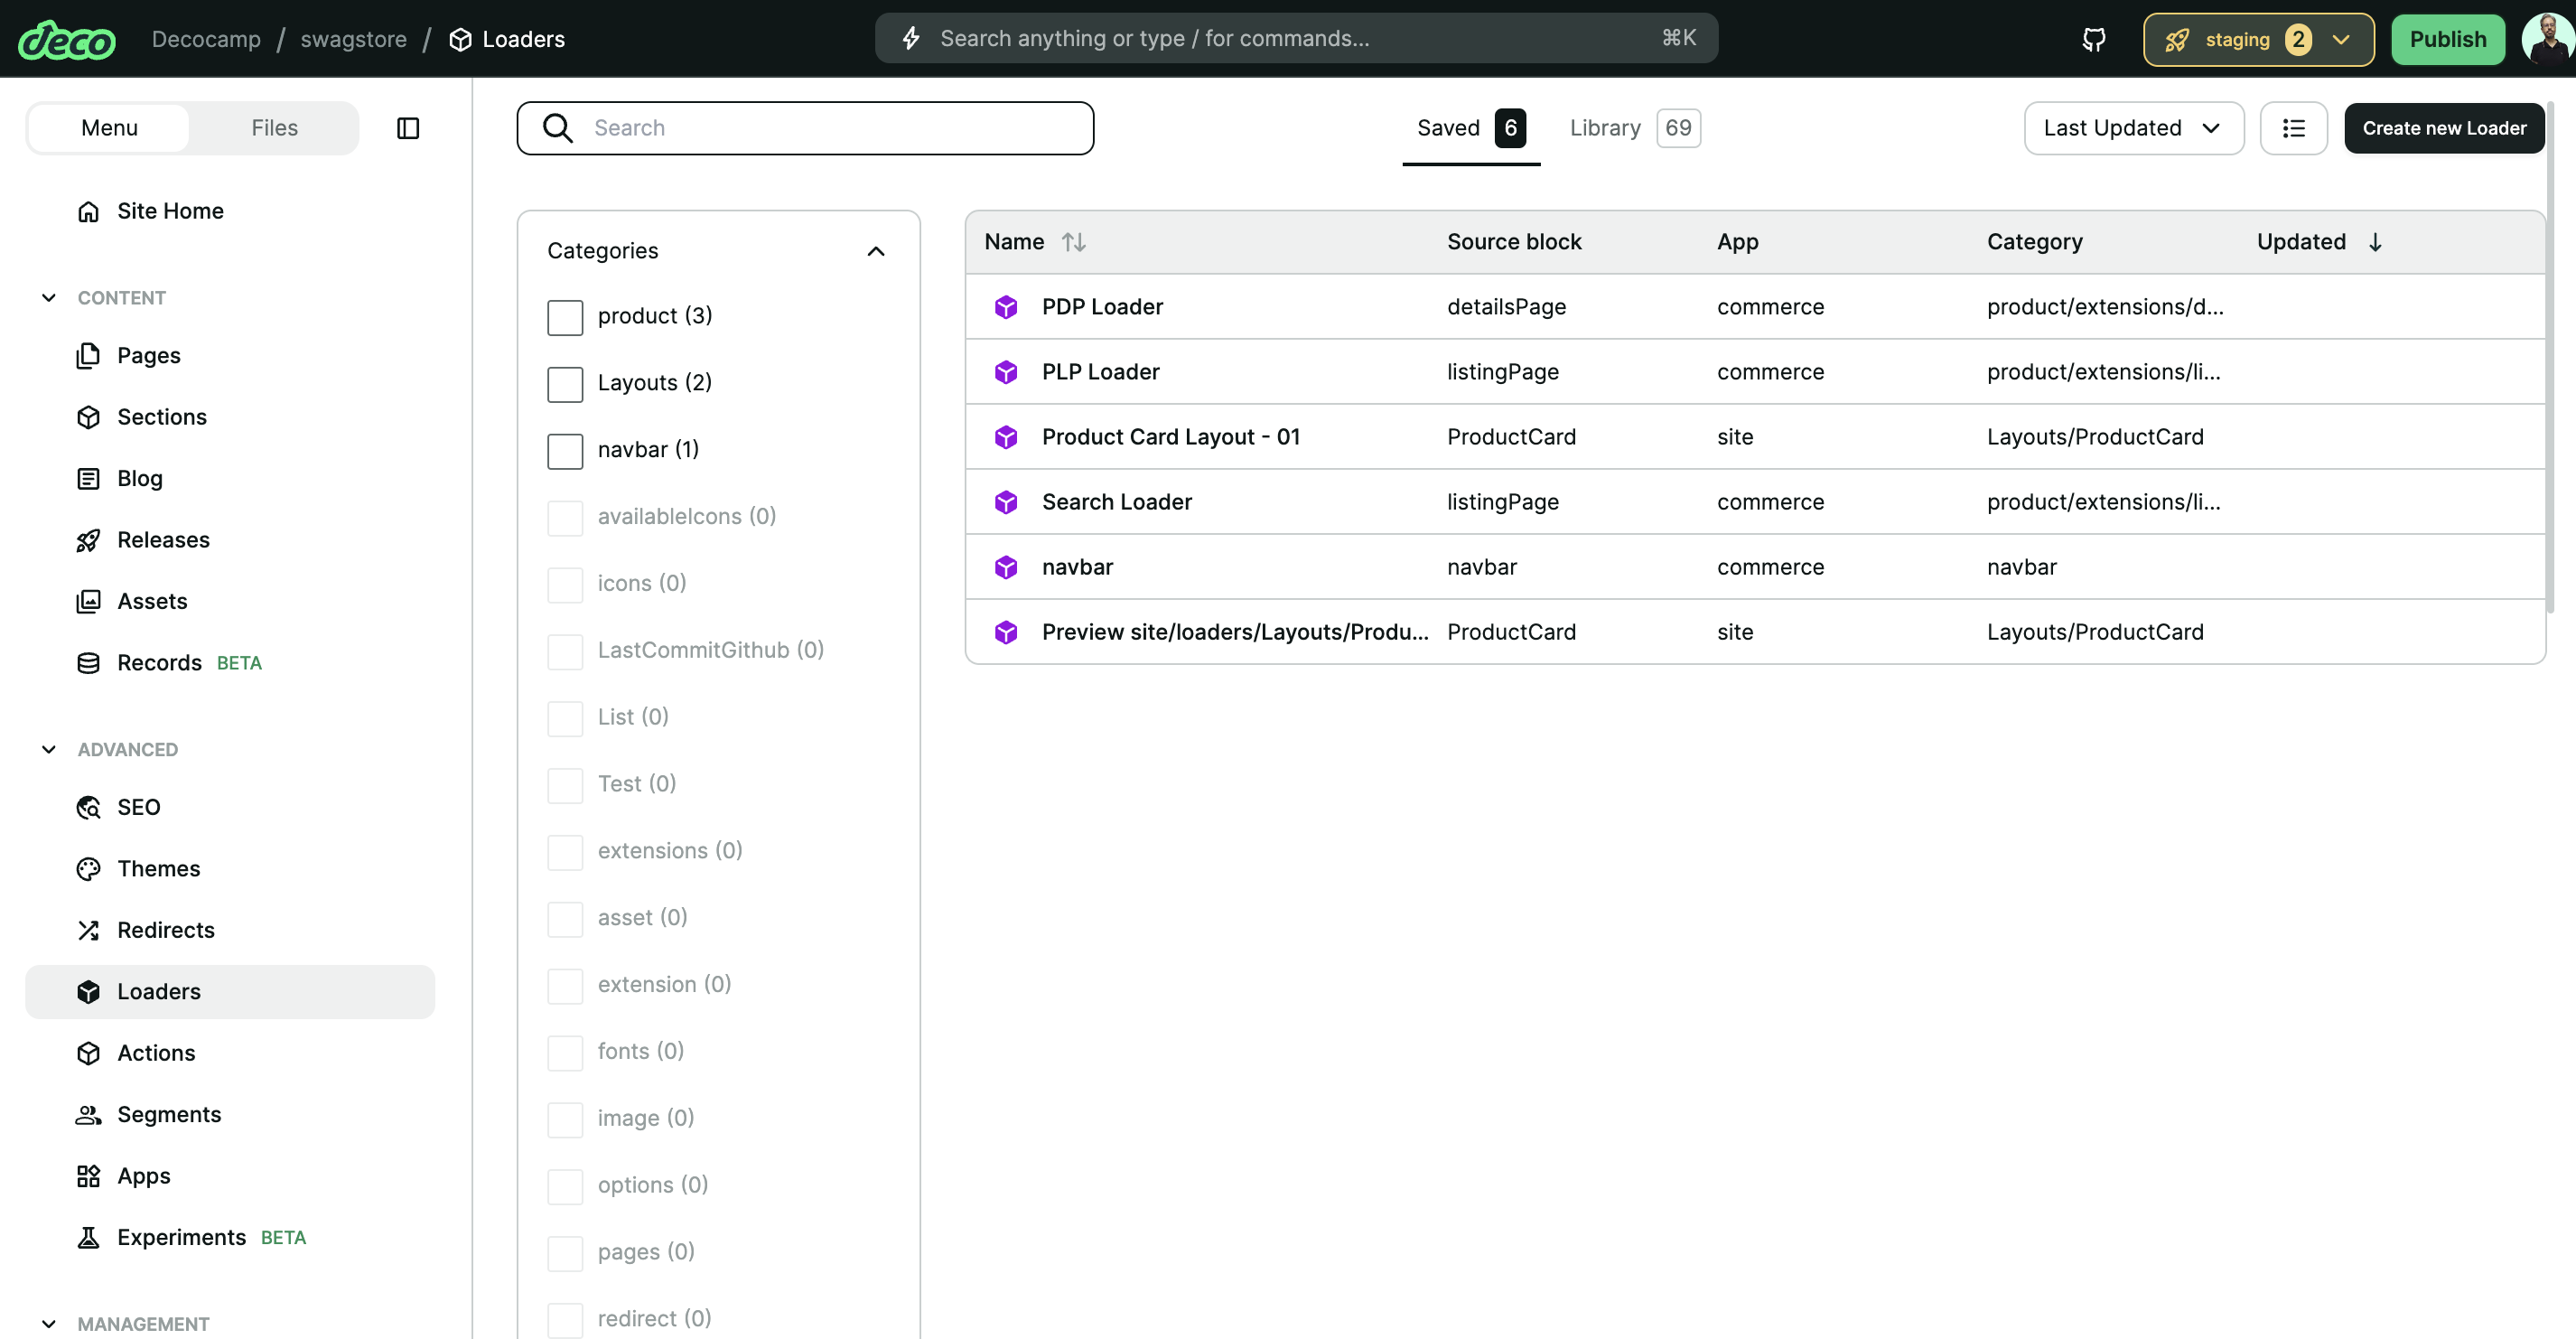 deco Decocamp / swagstore / Loaders Search anything or type / for commands... ⌘K staging 2 Publish
Menu Files
Site Home
CONTENT
Pages
Sections
Blog
Releases
Assets
Records BETA
ADVANCED
SEO
Themes
Redirects
Loaders
Actions
Segments
Apps
Experiments BETA
MANAGEMENT
Search Saved 6 Library 69 Last Updated Create new Loader
Categories
product (3)
Layouts (2)
navbar (1)
availableIcons (0)
icons (0)
LastCommitGithub (0)
List (0)
Test (0)
extensions (0)
asset (0)
extension (0)
fonts (0)
image (0)
options (0)
pages (0)
redirect (0)
Name Source block App Category Updated
PDP Loader detailsPage commerce product/extensions/d...
PLP Loader listingPage commerce product/extensions/li...
Product Card Layout - 01 ProductCard site Layouts/ProductCard
Search Loader listingPage commerce product/extensions/li...
navbar navbar commerce navbar
Preview site/loaders/Layouts/Produ... ProductCard site Layouts/ProductCard